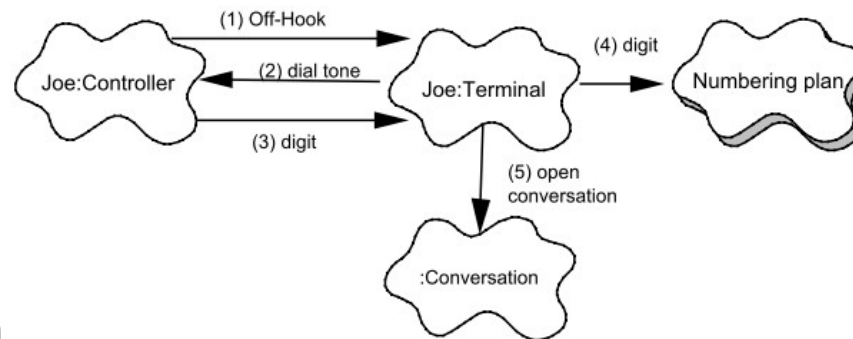 (1) Off-Hook
(4) digit
Joe:Controller
(2) dial tone
Joe:Terminal
Numbering plan
(3) digit
(5) open
conversation
:Conversation